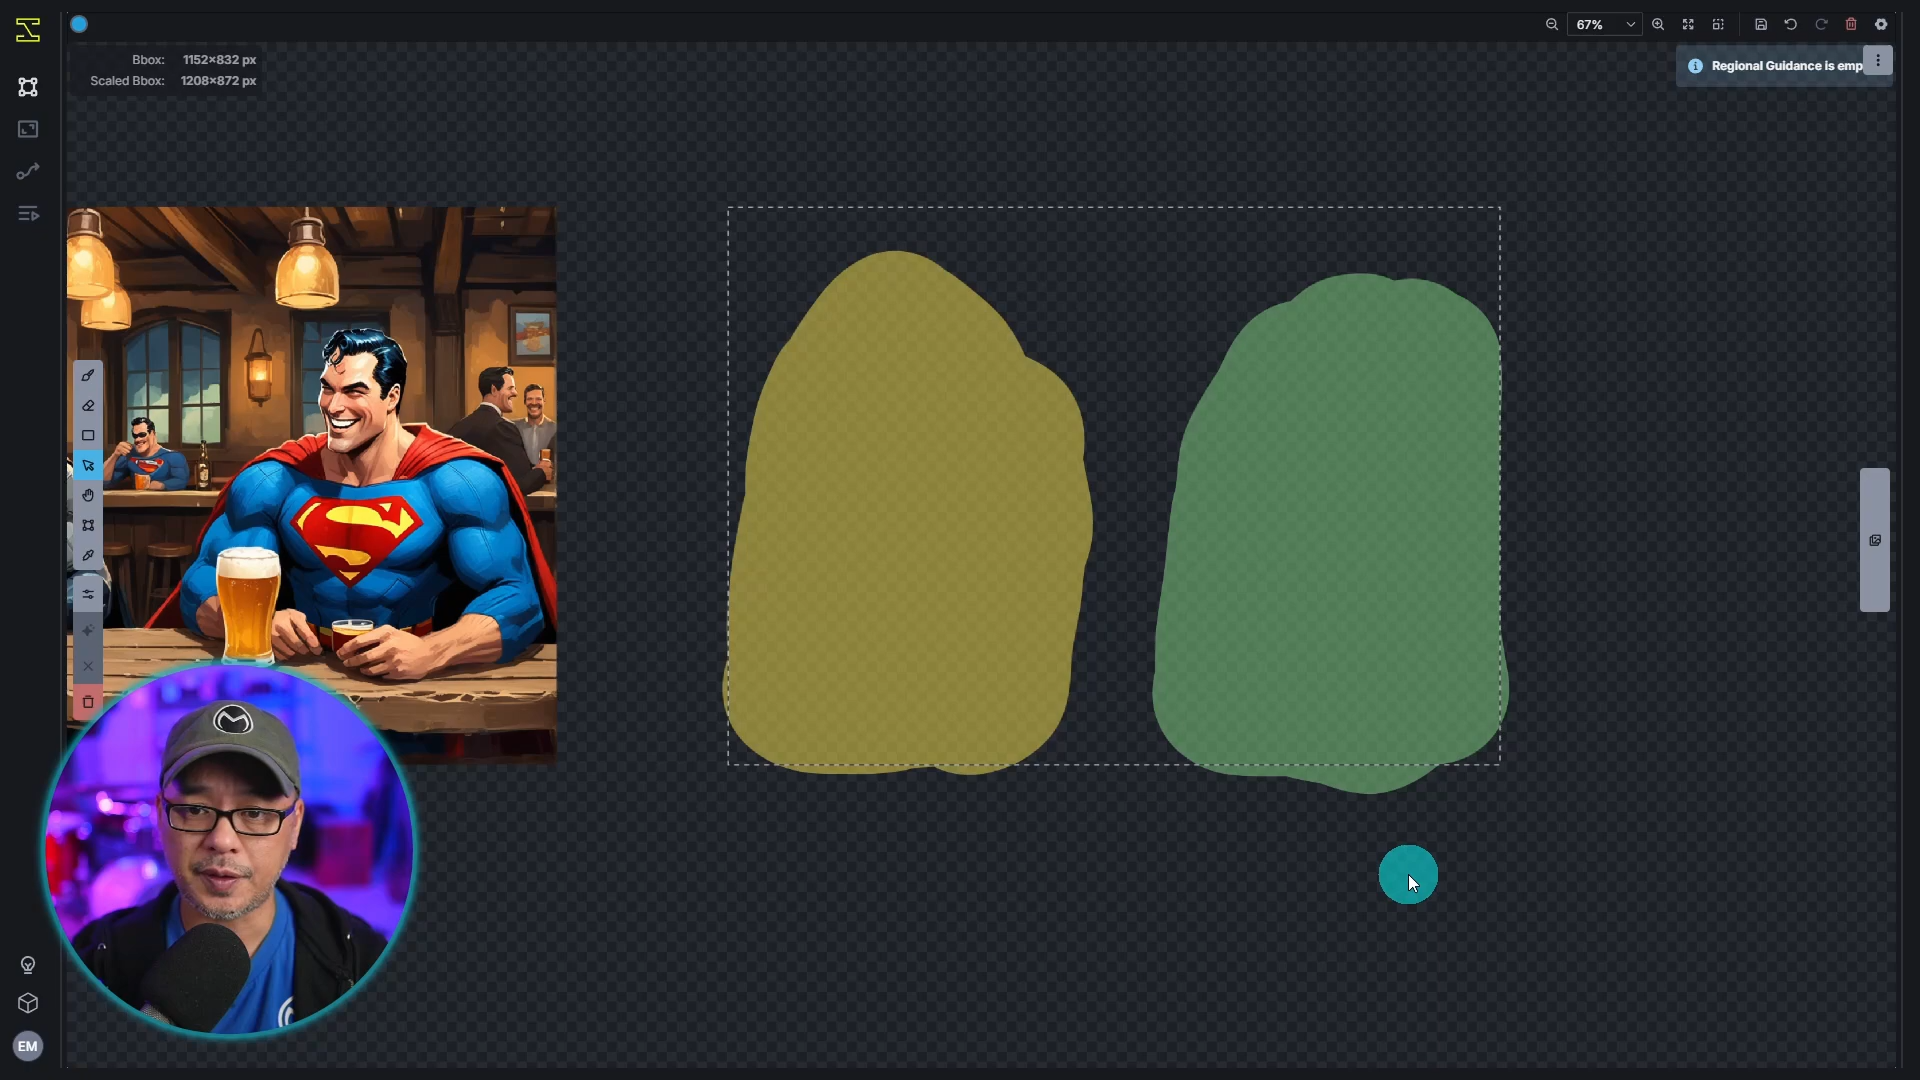 67%
Bbox: 1152×832 px
Scaled Bbox: 1208×872 px
Regional Guidance is emp
EM